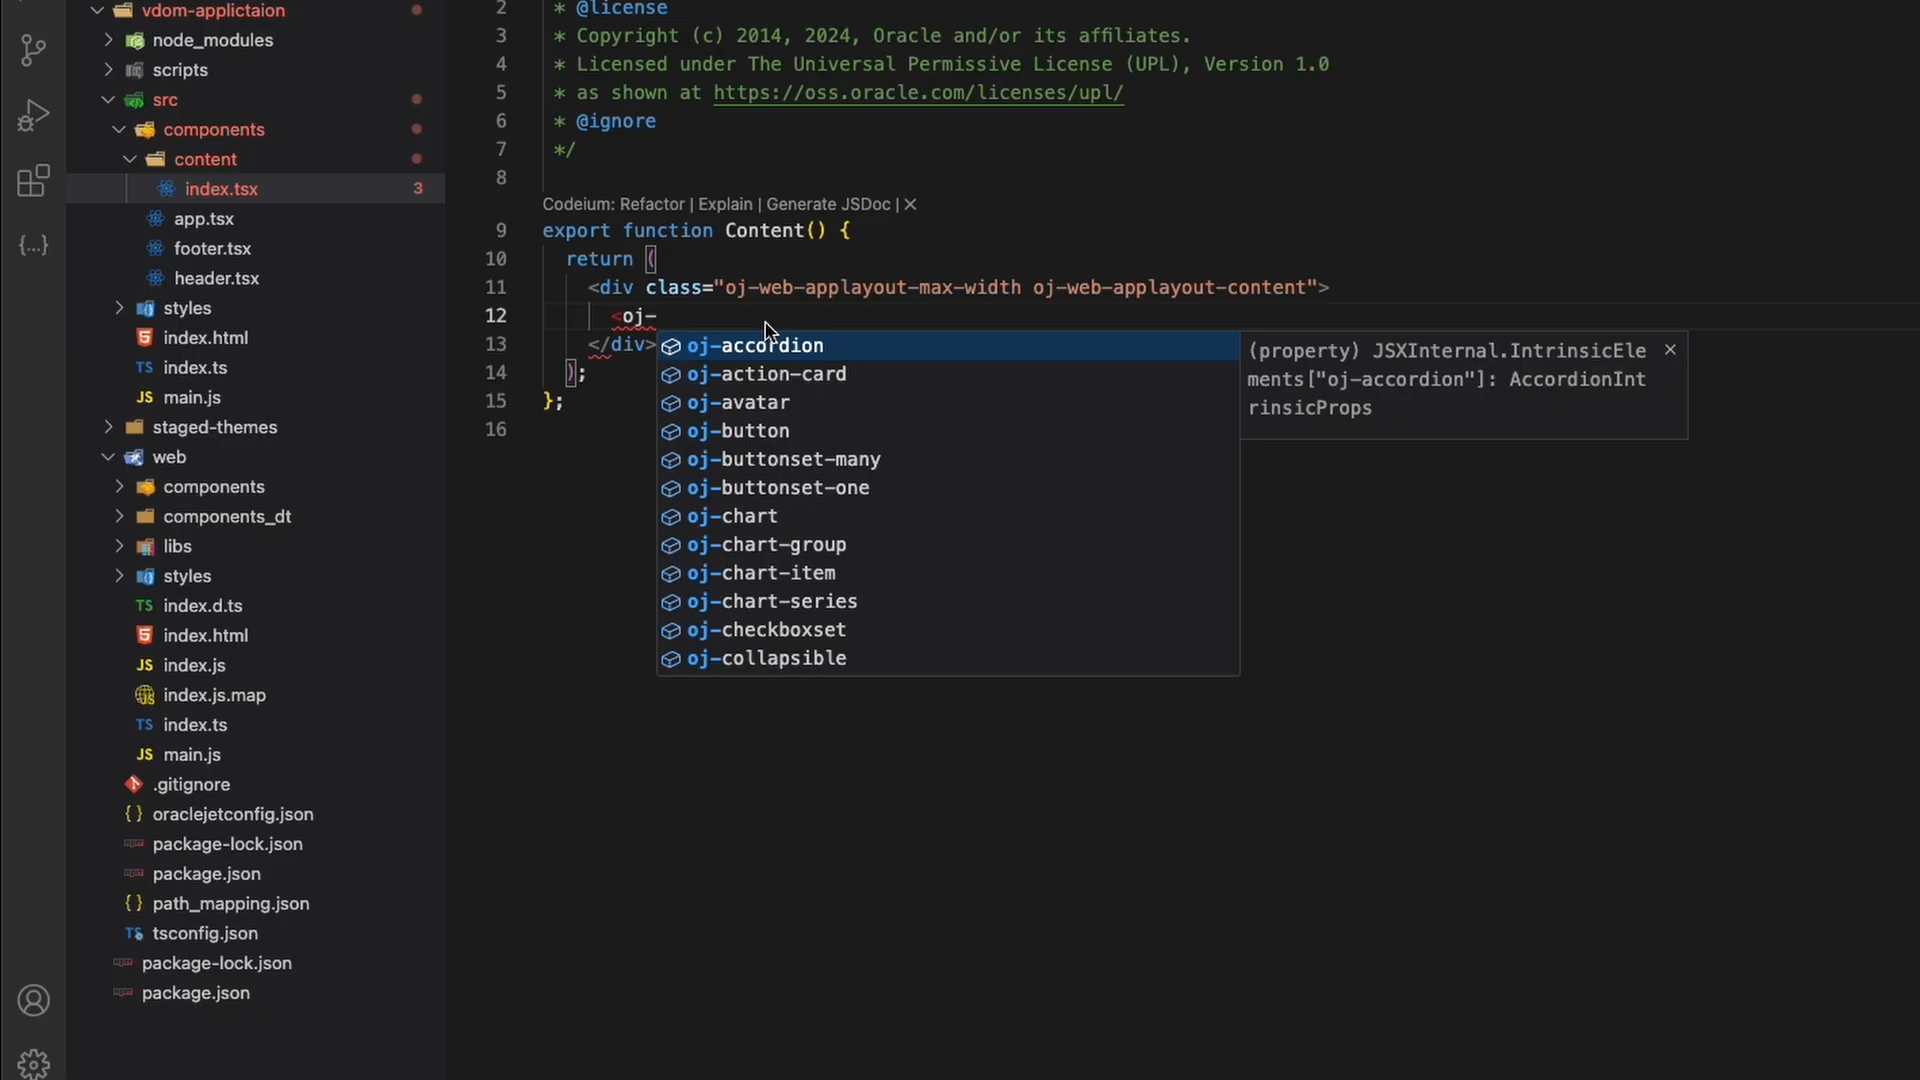 vdom-applictaion
node_modules
scripts
src
components
content
index.tsx 3
app.tsx
footer.tsx
header.tsx
styles
index.html
TS index.ts
JS main.js
staged-themes
web
components
components_dt
libs
styles
TS index.d.ts
index.html
JS index.js
index.js.map
TS index.ts
JS main.js
.gitignore
{} oraclejetconfig.json
package-lock.json
package.json
{} path_mapping.json
TS tsconfig.json
package-lock.json
package.json
{...}
2 * @license
3 * Copyright (c) 2014, 2024, Oracle and/or its affiliates.
4 * Licensed under The Universal Permissive License (UPL), Version 1.0
5 * as shown at https://oss.oracle.com/licenses/upl/
6 * @ignore
7 */
8
Codeium: Refactor | Explain | Generate JSDoc | ×
9 export function Content() {
10 return (
11 <div class="oj-web-applayout-max-width oj-web-applayout-content">
12 <oj-
13 </div>
14 );
15 };
16
oj-accordion
oj-action-card
oj-avatar
oj-button
oj-buttonset-many
oj-buttonset-one
oj-chart
oj-chart-group
oj-chart-item
oj-chart-series
oj-checkboxset
oj-collapsible
(property) JSXInternal.IntrinsicEle ×
ments["oj-accordion"]: AccordionInt
rinsicProps